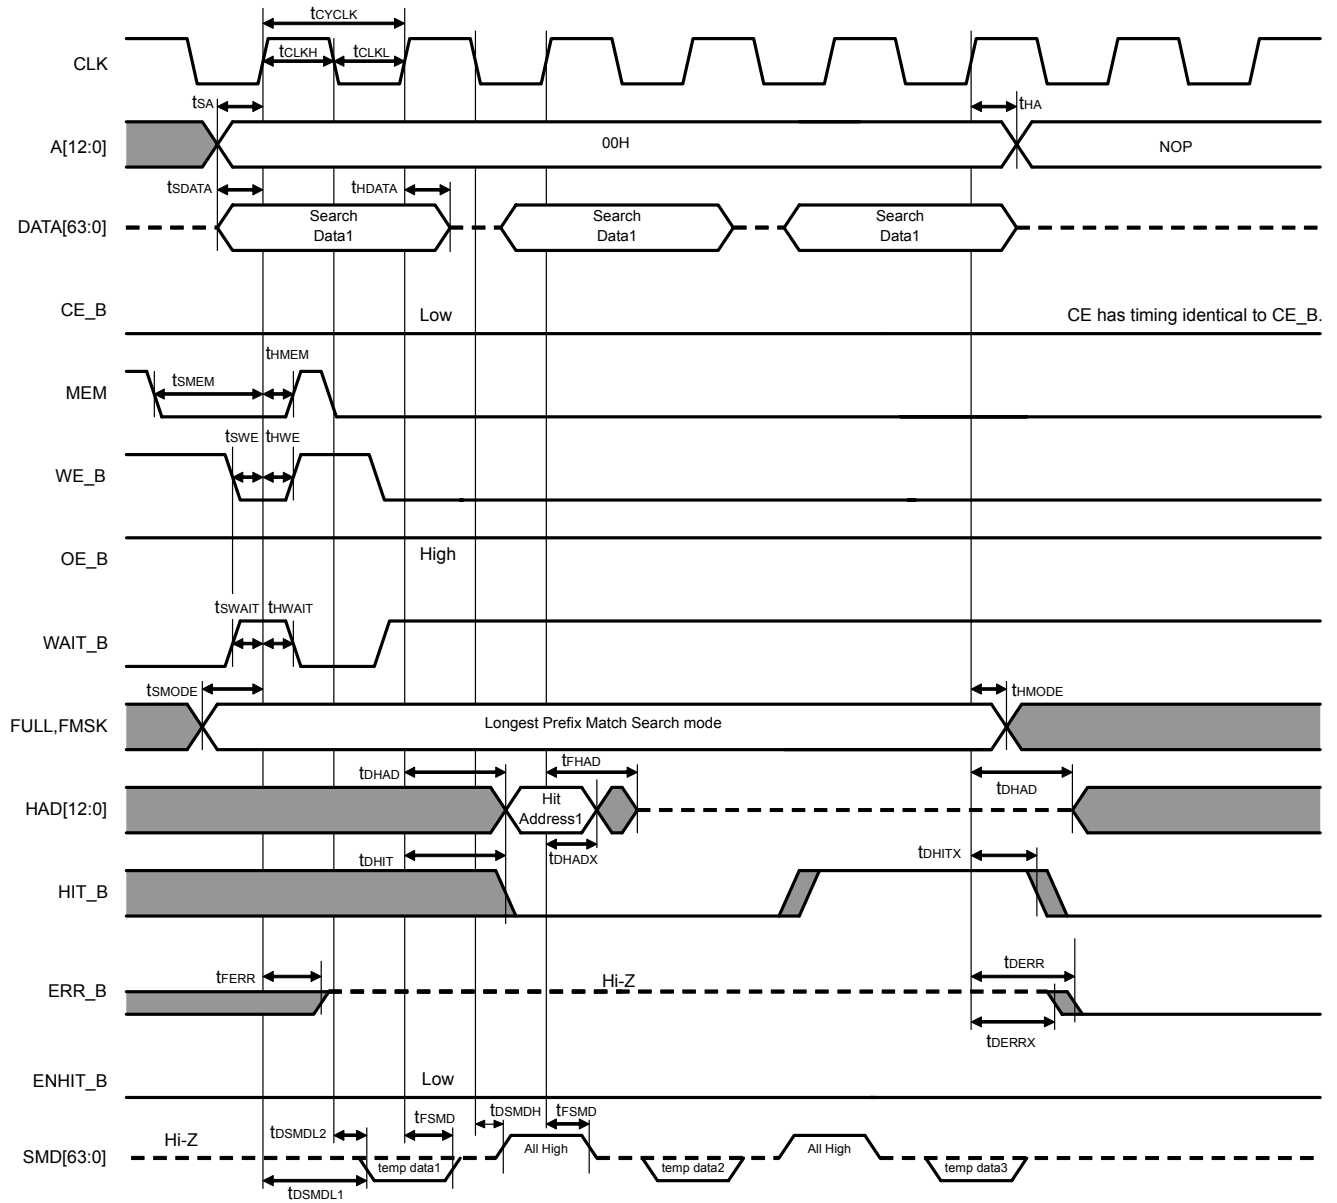 tCYCLK
CLK
tCLKH
tCLKL
tSA
tHA
A[12:0]
00H
NOP
tSDATA
tHDATA
DATA[63:0]
Search
Data1
Search
Data1
Search
Data1
CE_B
Low
CE has timing identical to CE_B.
tHMEM
MEM
tSMEM
tSWE
tHWE
WE_B
OE_B
High
tSWAIT
tHWAIT
WAIT_B
tSMODE
tHMODE
FULL,FMSK
Longest Prefix Match Search mode
tDHAD
tFHAD
tDHAD
HAD[12:0]
Hit
Address1
tDHADX
tDHIT
tDHITX
HIT_B
tFERR
Hi-Z
tDERR
ERR_B
tDERRX
ENHIT_B
Low
tDSMDL2
tFSMD
tDSMDH
tFSMD
Hi-Z
SMD[63:0]
temp data1
All High
temp data2
All High
temp data3
tDSMDL1